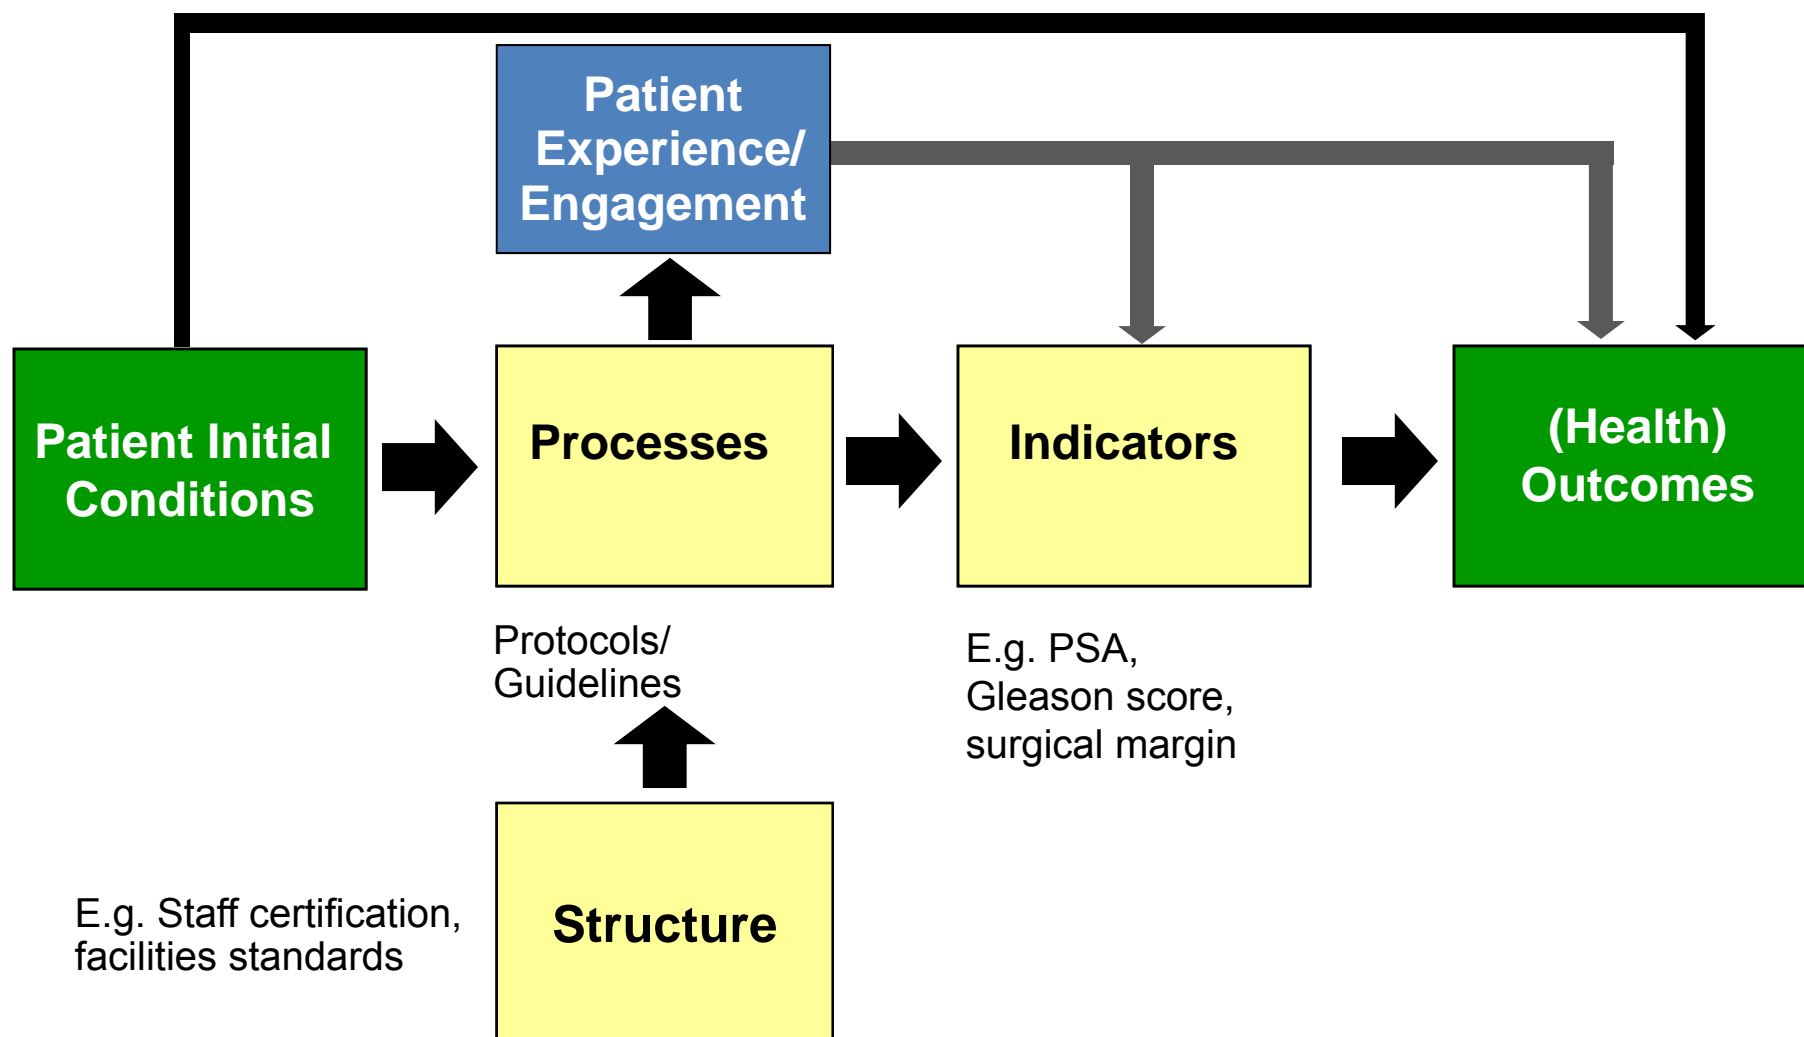 Patient
Experience/
Engagement
Patient Initial
Conditions
Processes
Indicators
(Health)
Outcomes
Protocols/
Guidelines
E.g. PSA,
Gleason score,
surgical margin
E.g. Staff certification,
facilities standards
Structure